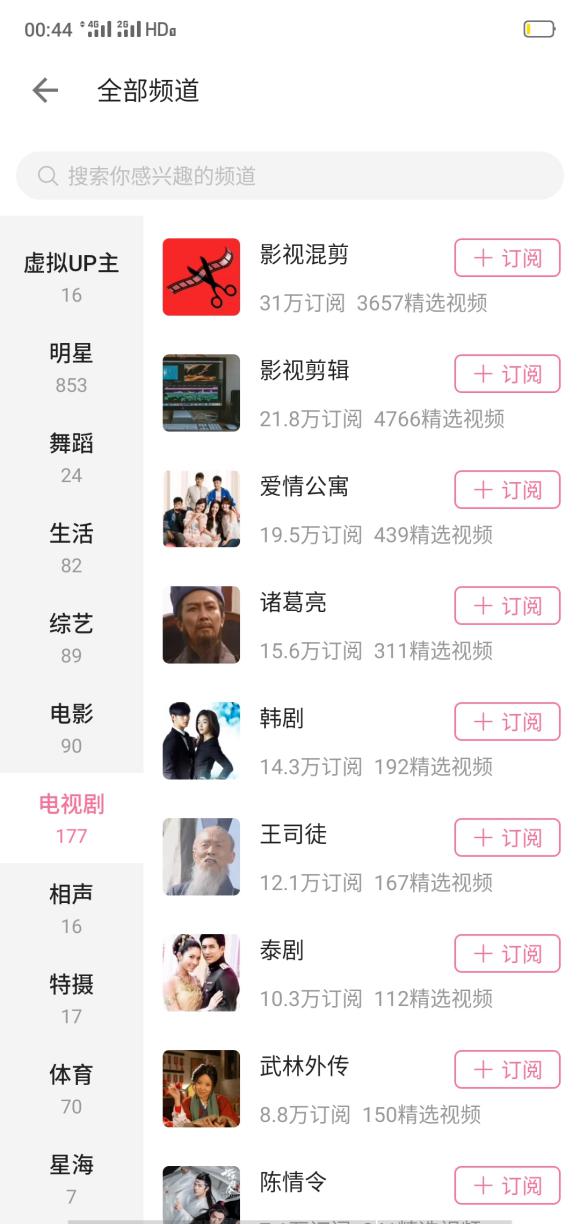 00:44 4G 2G HD
全部频道
搜索你感兴趣的频道
虚拟UP主
16
明星
853
舞蹈
24
生活
82
综艺
89
电影
90
电视剧
177
相声
16
特摄
17
体育
70
星海
7
影视混剪
订阅
31万订阅 3657精选视频
影视剪辑
订阅
21.8万订阅 4766精选视频
爱情公寓
订阅
19.5万订阅 439精选视频
诸葛亮
订阅
15.6万订阅 311精选视频
韩剧
订阅
14.3万订阅 192精选视频
王司徒
订阅
12.1万订阅 167精选视频
泰剧
订阅
10.3万订阅 112精选视频
武林外传
订阅
8.8万订阅 150精选视频
陈情令
订阅